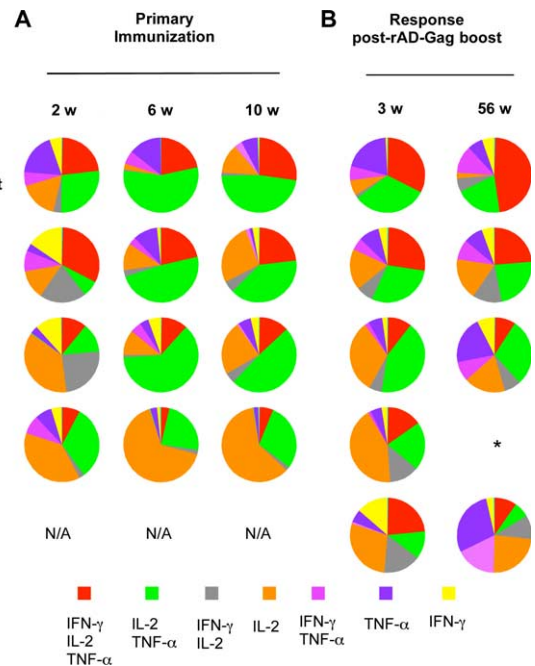 A
Primary
Immunization
B
Response
post-rAD-Gag boost
2 w
6 w
10 w
3 w
56 w
t
*
N/A
N/A
N/A
IFN-γ
IL-2
TNF-α
IL-2
TNF-α
IFN-γ
IL-2
IL-2
IFN-γ
TNF-α
TNF-α
IFN-γ